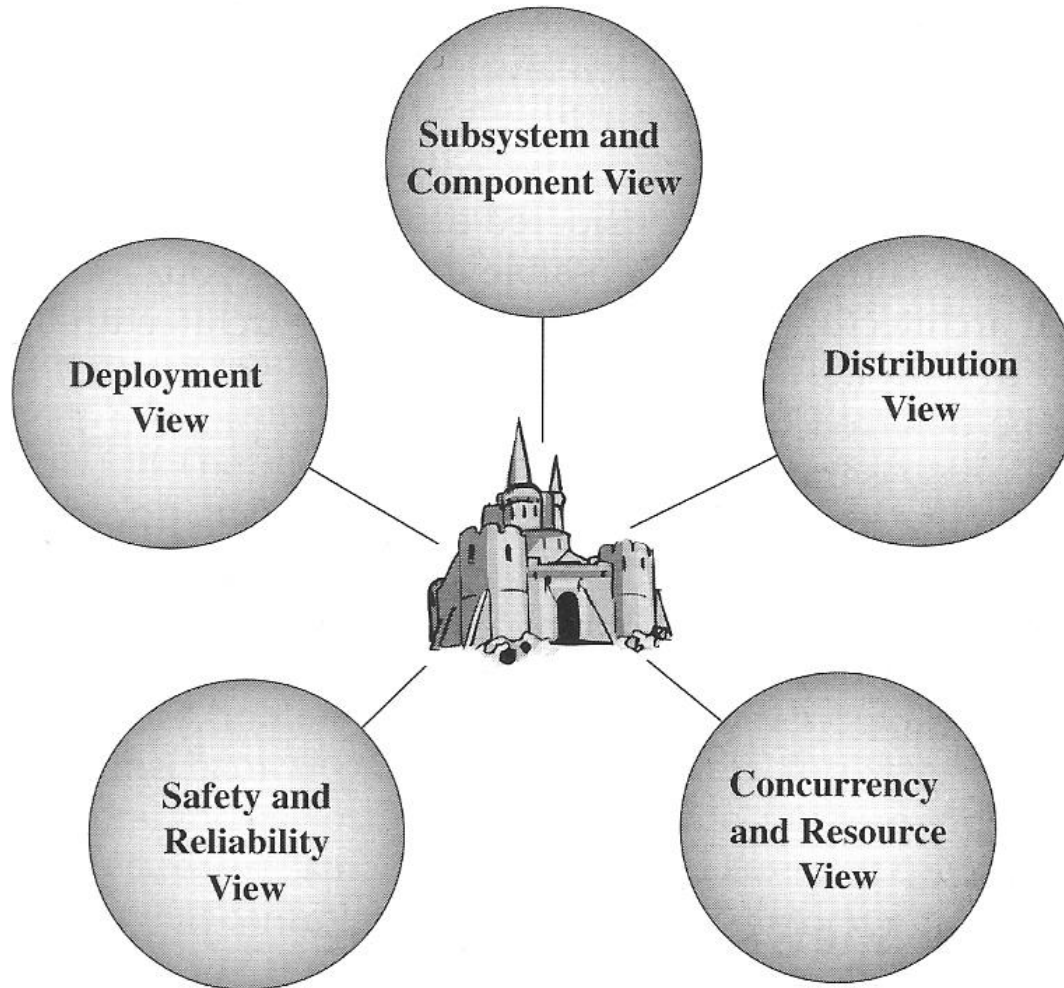 Subsystem and
Component View
Deployment
View
Distribution
View
Safety and
Reliability
View
Concurrency
and Resource
View